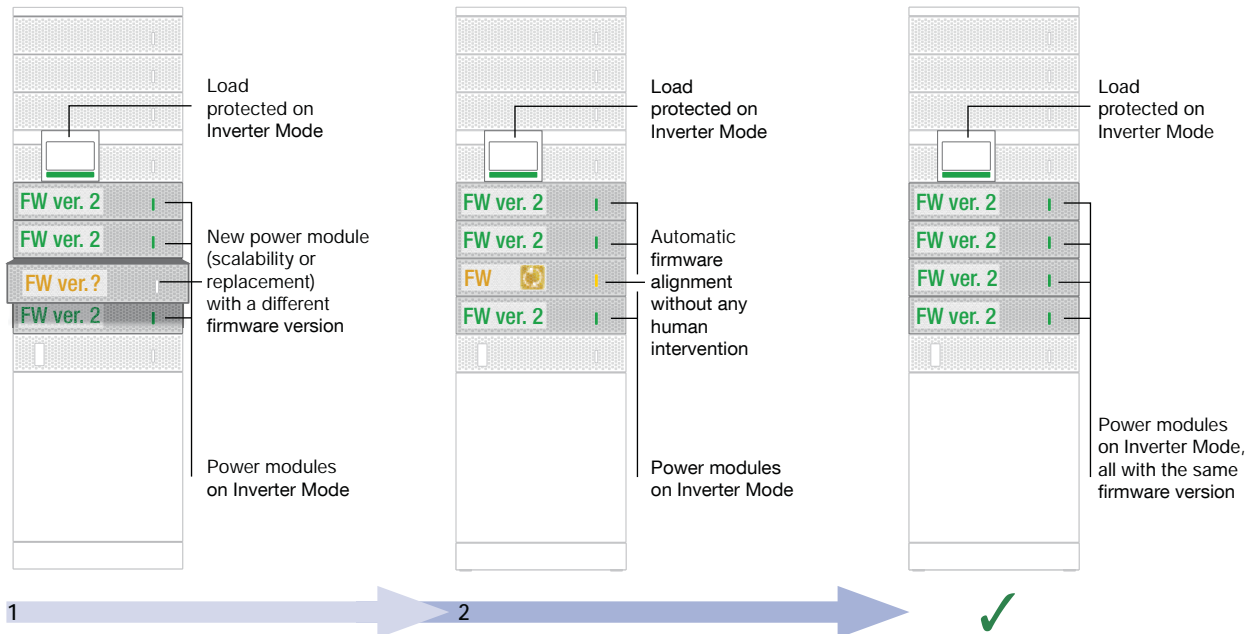 Load
protected on
Inverter Mode
FW ver. 2
FW ver. 2
FW ver. ?
FW ver. 2
New power module
(scalability or
replacement)
with a different
firmware version
Power modules
on Inverter Mode
Load
protected on
Inverter Mode
FW ver. 2
FW ver. 2
FW
FW ver. 2
Automatic
firmware
alignment
without any
human
intervention
Power modules
on Inverter Mode
Load
protected on
Inverter Mode
FW ver. 2
FW ver. 2
FW ver. 2
FW ver. 2
Power modules
on Inverter Mode,
all with the same
firmware version
1
2